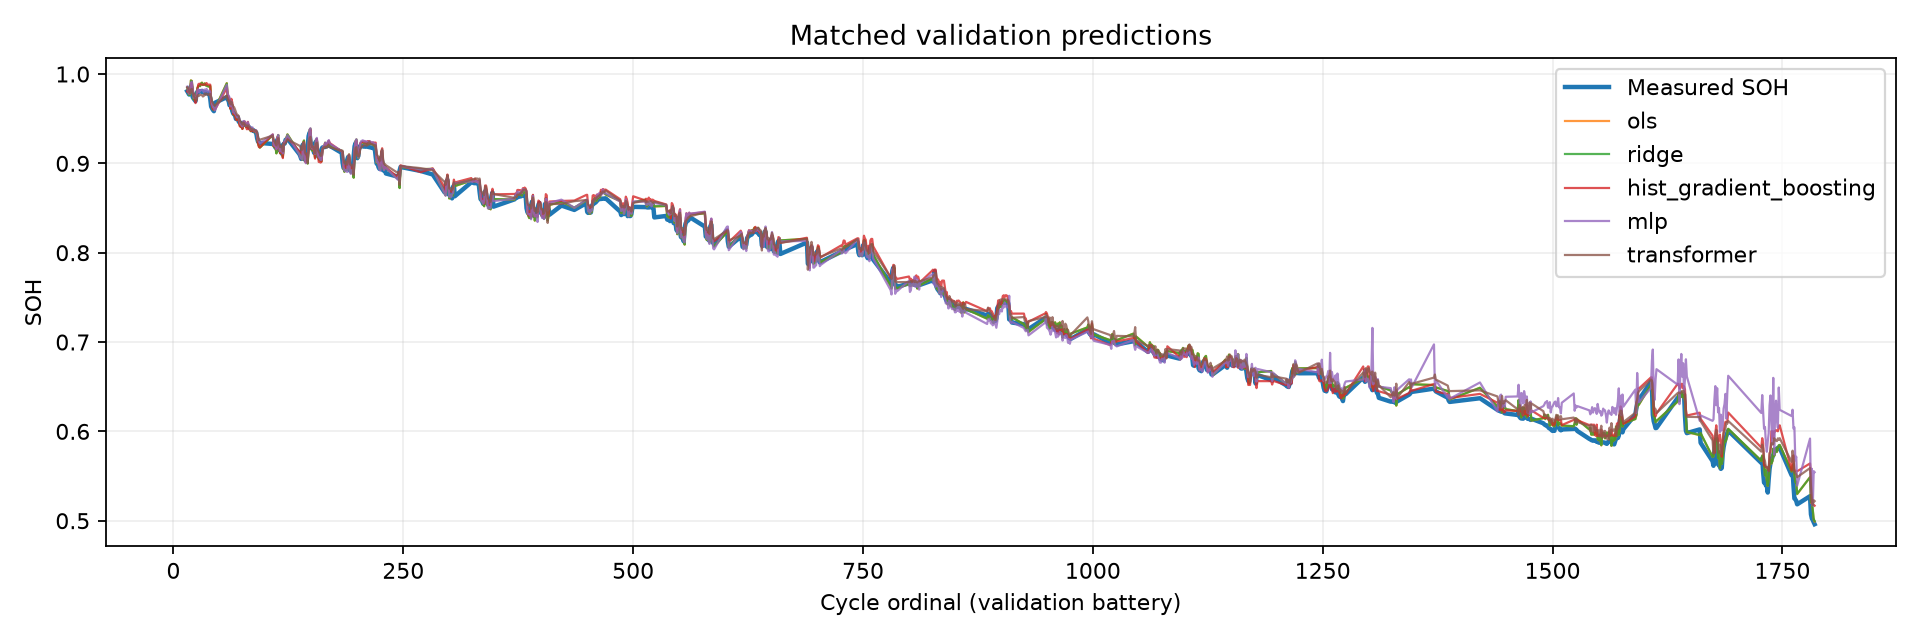 Matched validation predictions
SOH
1.0
0.9
0.8
0.7
0.6
0.5
Measured SOH
ols
ridge
hist_gradient_boosting
mlp
transformer
0 250 500 750 1000 1250 1500 1750
Cycle ordinal (validation battery)